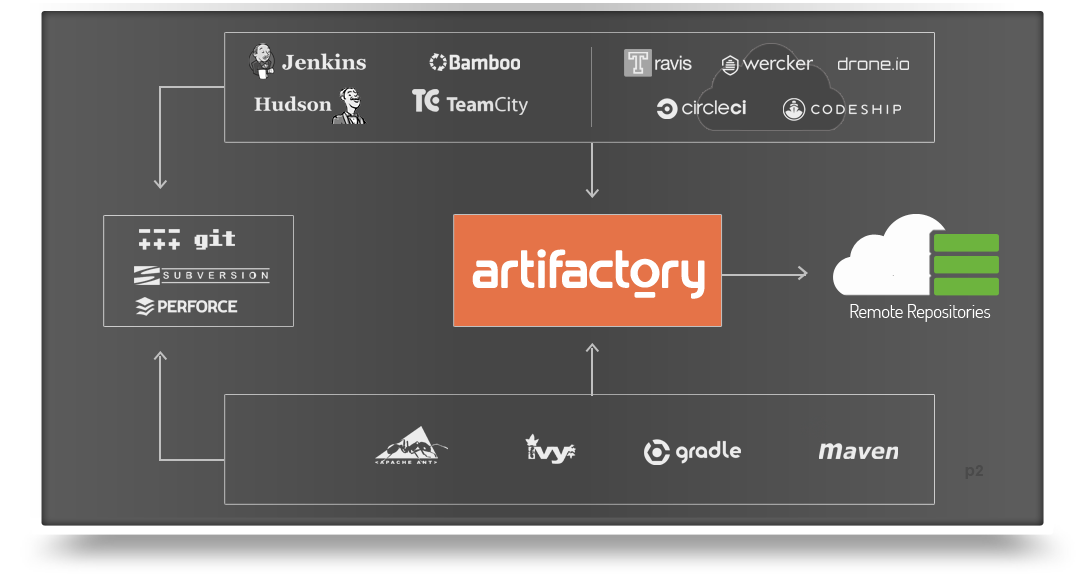 Jenkins
Bamboo
Travis
wercker
drone.io
Hudson
TC TeamCity
circleci
CODESHIP
git
SUBVERSION
PERFORCE
artifactory
Remote Repositories
<APACHE ANT>
ivy
gradle
maven
p2